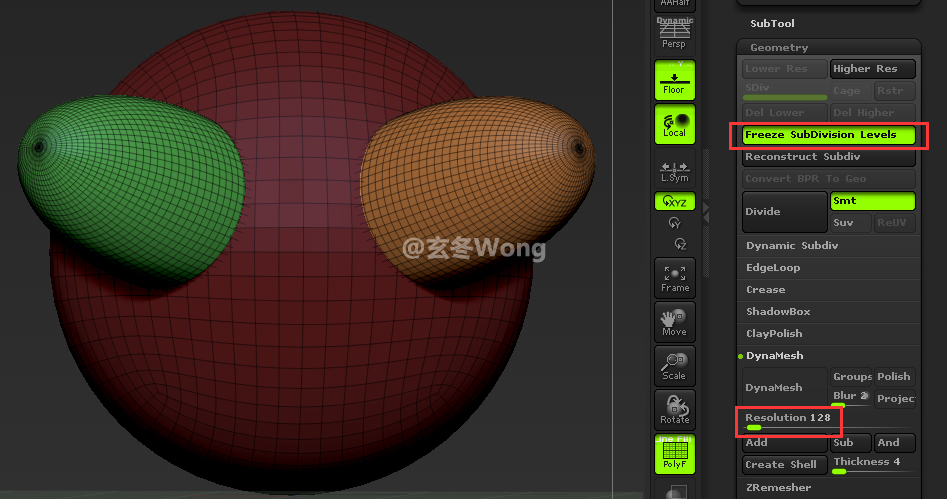 AAHalf
Dynamic
Persp
Floor
Local
L.Sym
XYZ
Y
Z
Frame
Move
Scale
Rotate
PolyF
@玄冬Wong
SubTool
Geometry
Lower Res Higher Res
SDiv Cage Rstr
Del Lower Del Higher
Freeze SubDivision Levels
Reconstruct Subdiv
Convert BPR To Geo
Divide Smt
Suv ReUV
Dynamic Subdiv
EdgeLoop
Crease
ShadowBox
ClayPolish
DynaMesh
DynaMesh Groups Polish
Blur 2 Projec
Resolution 128
Add Sub And
Create Shell Thickness 4
ZRemesher